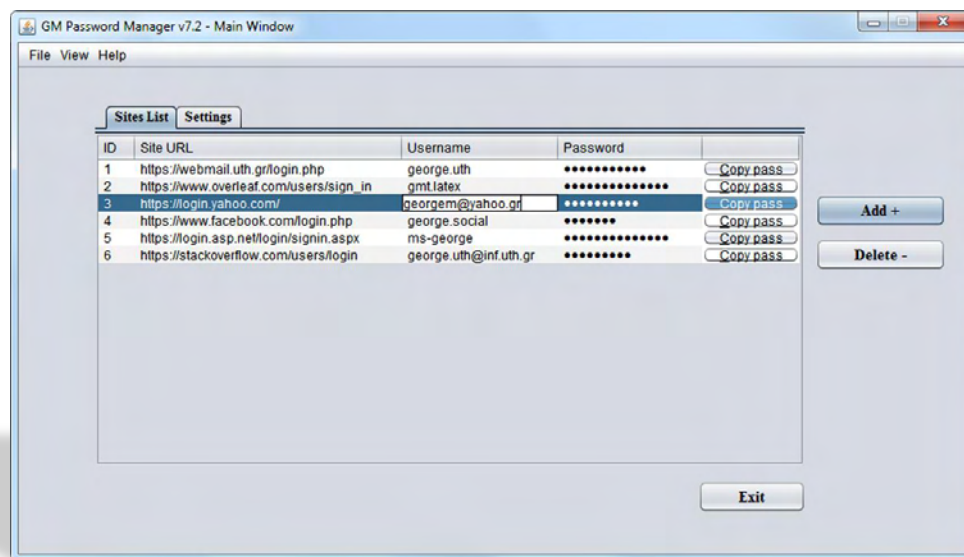 GM Password Manager v7.2 - Main Window
File View Help
Sites List Settings
ID Site URL Username Password
1 https://webmail.uth.gr/login.php george.uth ●●●●●●●●●●● Copy pass
2 https://www.overleaf.com/users/sign_in gmt.latex ●●●●●●●●●●●●●● Copy pass
3 https://login.yahoo.com/ georgem@yahoo.gr ●●●●●●●●●● Copy pass
4 https://www.facebook.com/login.php george.social ●●●●●●● Copy pass
5 https://login.asp.net/login/signin.aspx ms-george ●●●●●●●●●●●●●● Copy pass
6 https://stackoverflow.com/users/login george.uth@inf.uth.gr ●●●●●●●●● Copy pass
Add +
Delete -
Exit